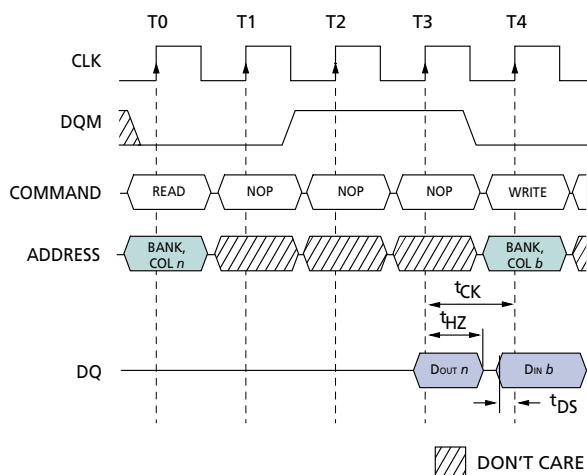 T0 T1 T2 T3 T4
CLK
DQM
COMMAND READ NOP NOP NOP WRITE
ADDRESS BANK, COL n BANK, COL b
tCK
tHZ
DQ DOUT n DIN b
tDS
DON'T CARE